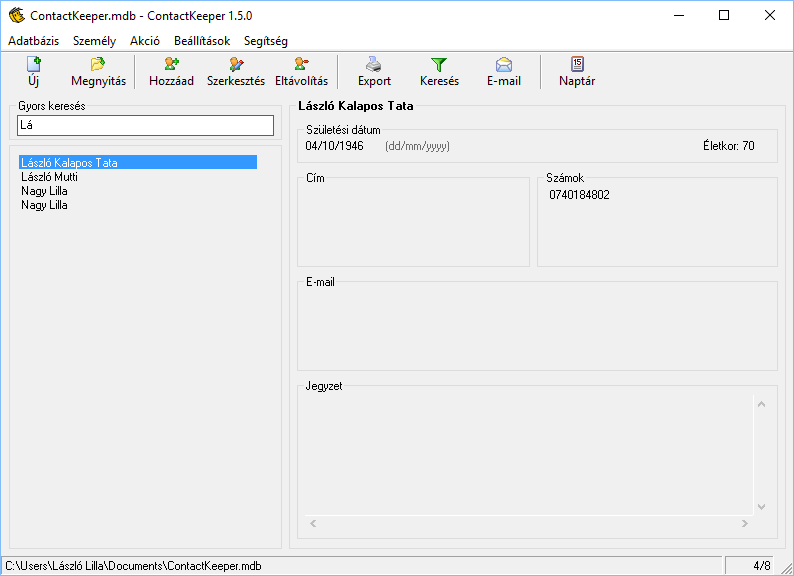 ContactKeeper.mdb - ContactKeeper 1.5.0
Adatbázis Személy Akció Beállítások Segítség
Új Megnyitás Hozzáad Szerkesztés Eltávolítás Export Keresés E-mail Naptár
15
Gyors keresés
Lá
László Kalapos Tata
László Mutti
Nagy Lilla
Nagy Lilla
László Kalapos Tata
Születési dátum
04/10/1946 (dd/mm/yyyy) Életkor: 70
Cím
Számok
0740184802
E-mail
Jegyzet
C:\Users\László Lilla\Documents\ContactKeeper.mdb 4/8